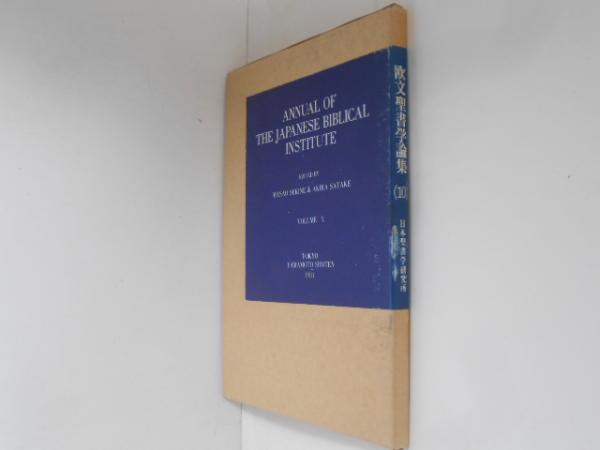 ANNUAL OF
THE JAPANESE BIBLICAL
INSTITUTE
EDITED BY
MASAO SEKINE & AKIRA SATAKE
VOLUME X
TOKYO
YAMAMOTO SHOTEN
欧文聖書学論集
(10)
日本聖書学研究所